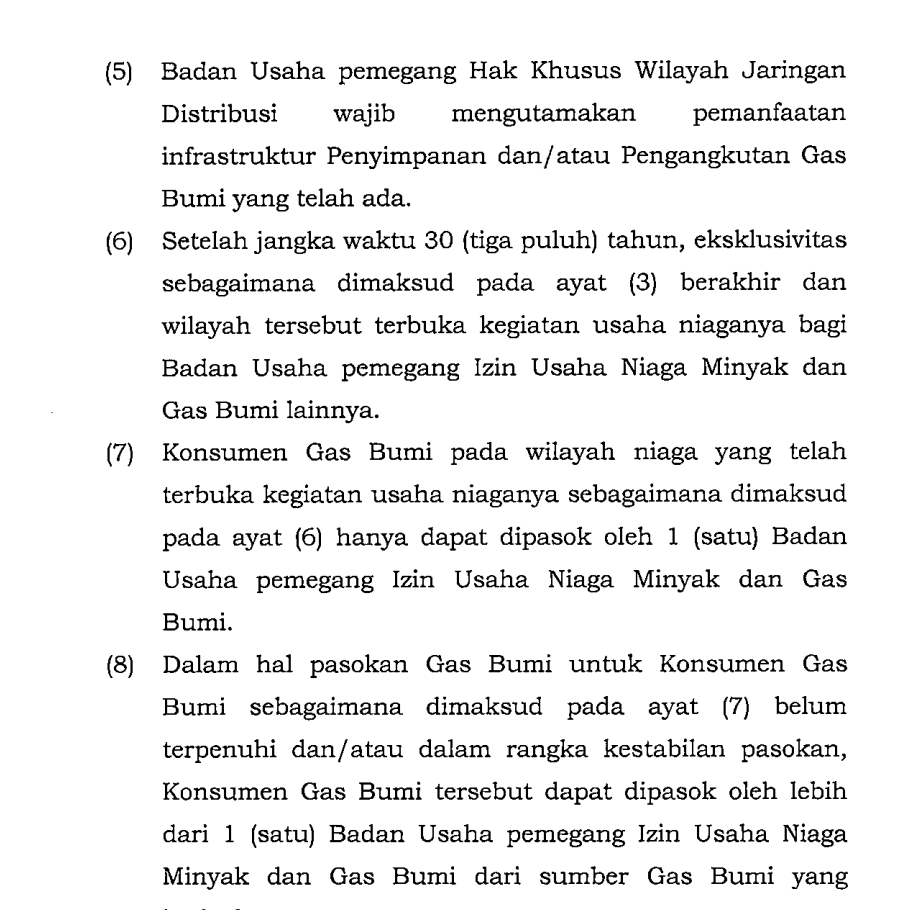 (5) Badan Usaha pemegang Hak Khusus Wilayah Jaringan
Distribusi wajib mengutamakan pemanfaatan
infrastruktur Penyimpanan dan/atau Pengangkutan Gas
Bumi yang telah ada.
(6) Setelah jangka waktu 30 (tiga puluh) tahun, eksklusivitas
sebagaimana dimaksud pada ayat (3) berakhir dan
wilayah tersebut terbuka kegiatan usaha niaganya bagi
Badan Usaha pemegang Izin Usaha Niaga Minyak dan
Gas Bumi lainnya.
(7) Konsumen Gas Bumi pada wilayah niaga yang telah
terbuka kegiatan usaha niaganya sebagaimana dimaksud
pada ayat (6) hanya dapat dipasok oleh 1 (satu) Badan
Usaha pemegang Izin Usaha Niaga Minyak dan Gas
Bumi.
(8) Dalam hal pasokan Gas Bumi untuk Konsumen Gas
Bumi sebagaimana dimaksud pada ayat (7) belum
terpenuhi dan/atau dalam rangka kestabilan pasokan,
Konsumen Gas Bumi tersebut dapat dipasok oleh lebih
dari 1 (satu) Badan Usaha pemegang Izin Usaha Niaga
Minyak dan Gas Bumi dari sumber Gas Bumi yang